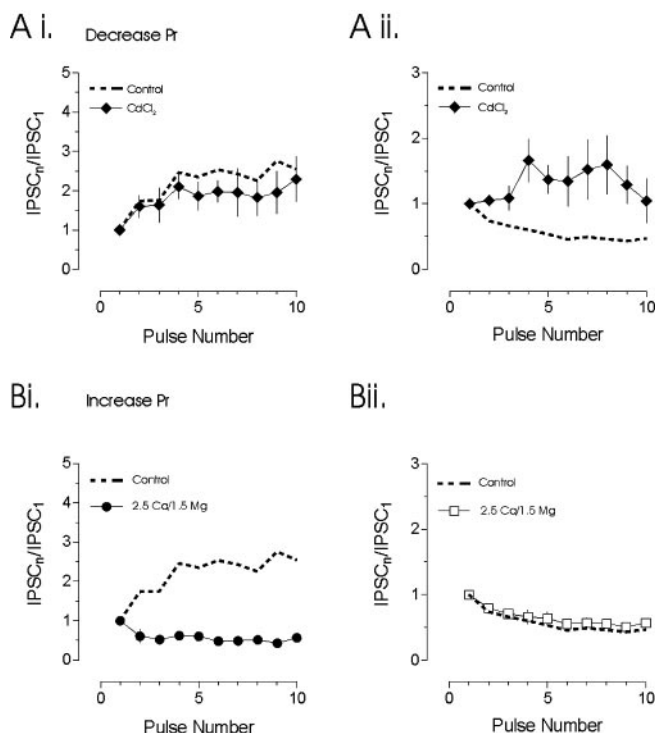 A i.
Decrease Pr
A ii.
5
4
3
2
1
0
IPSCn/IPSC1
Control
CdCl2
0
5
10
Pulse Number
3
2
1
0
IPSCn/IPSC1
Control
CdCl2
0
5
10
Pulse Number
Bi.
Increase Pr
Bii.
5
4
3
2
1
0
IPSCn/IPSC1
Control
2.5 Ca/1.5 Mg
0
5
10
Pulse Number
3
2
1
0
IPSCn/IPSC1
Control
2.5 Ca/1.5 Mg
0
5
10
Pulse Number